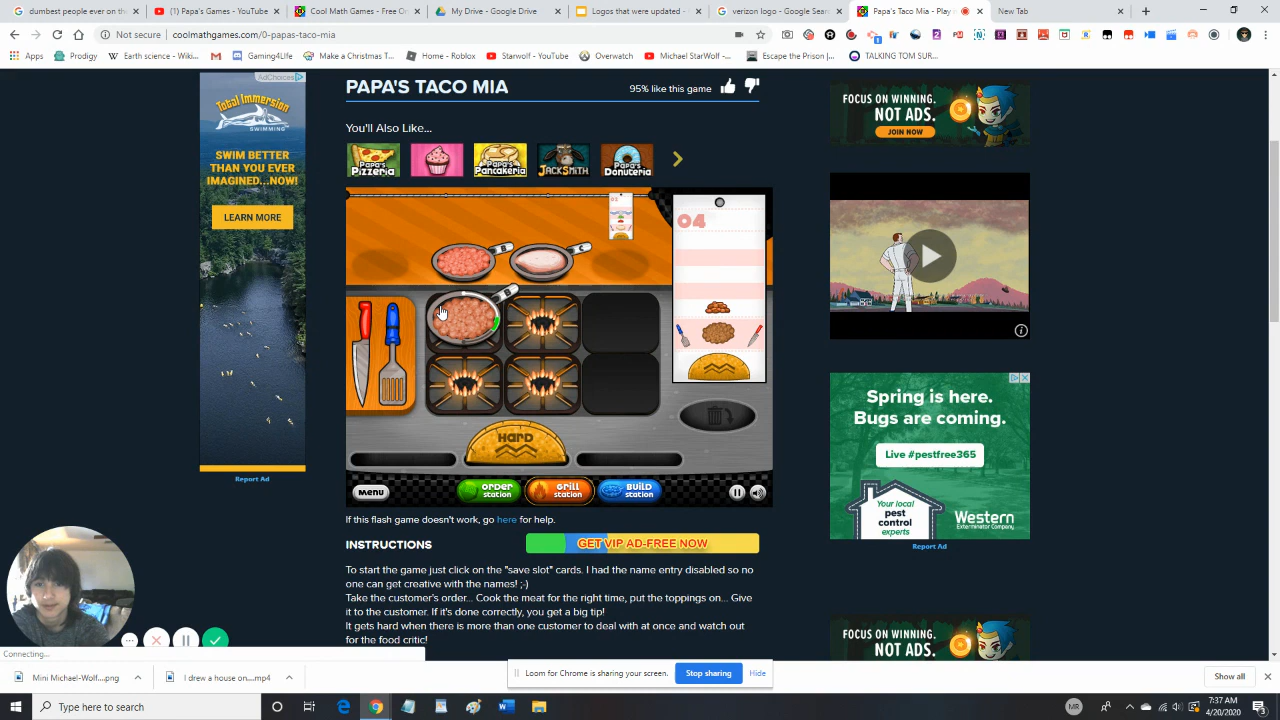 dumbest people ever on the
(1) Papa's Freezeria - YouTube
Cool Math Games - Free O
My Drive - Google Drive
Logos that were updated -
verizon logo - Google Sear
Papa's Taco Mia - Play
New Tab
Not secure | coolmathgames.com/0-papas-taco-mia
Apps
Prodigy
Earth science - Wiki...
Gaming4Life
Make a Christmas T...
Home - Roblox
Starwolf - YouTube
Overwatch
Michael StarWolf
Escape the Prison |...
TALKING TOM SUR...
AdChoices
Total Immersion
SWIMMING
SWIM BETTER
THAN YOU EVER
IMAGINED...NOW!
LEARN MORE
Report Ad
PAPA'S TACO MIA
95% like this game
You'll Also Like...
Papa's Pizzeria
Papa's Pancakeria
JACKSMITH
Papa's Donuteria
03
04
B
C
B
HARD
menu
ORDER station
Grill station
Build station
If this flash game doesn't work, go here for help.
INSTRUCTIONS
GET VIP AD-FREE NOW
To start the game just click on the "save slot" cards. I had the name entry disabled so no
one can get creative with the names! ;-)
Take the customer's order... Cook the meat for the right time, put the toppings on... Give
it to the customer. If it's done correctly, you get a big tip!
It gets hard when there is more than one customer to deal with at once and watch out
for the food critic!
FOCUS ON WINNING.
NOT ADS.
JOIN NOW
Spring is here.
Bugs are coming.
Live #pestfree365
Your local
pest
control
experts
Western
Exterminator Company
Report Ad
FOCUS ON WINNING.
NOT ADS.
Connecting...
Loom for Chrome is sharing your screen.
Stop sharing
Hide
Mini Michael-Wolf....png
I drew a house on....mp4
Show all
Type here to search
MR
7:37 AM
4/20/2020
3